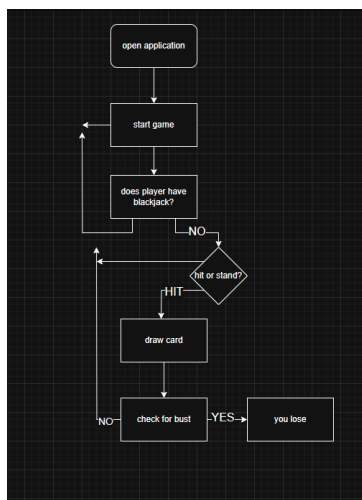 open application
start game
does player have
blackjack?
NO
hit or stand?
HIT
draw card
check for bust
YES
you lose
NO